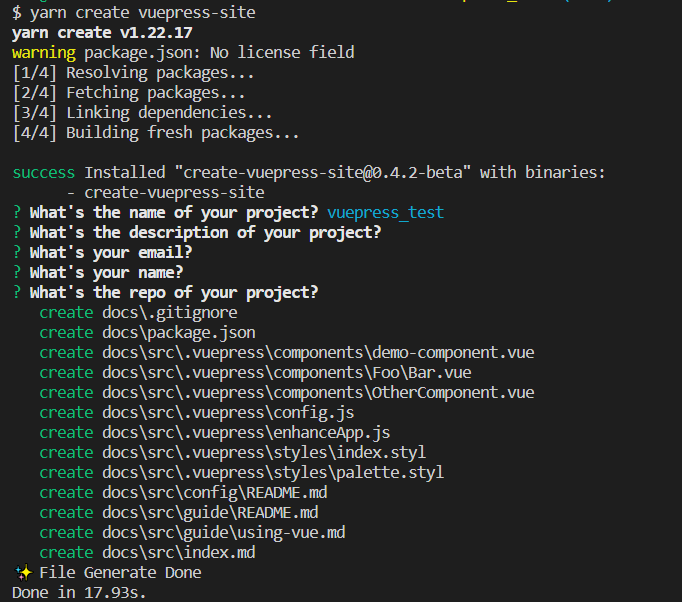 $ yarn create vuepress-site
yarn create v1.22.17
warning package.json: No license field
[1/4] Resolving packages...
[2/4] Fetching packages...
[3/4] Linking dependencies...
[4/4] Building fresh packages...
success Installed "create-vuepress-site@0.4.2-beta" with binaries:
- create-vuepress-site
? What's the name of your project? vuepress_test
? What's the description of your project?
? What's your email?
? What's your name?
? What's the repo of your project?
create docs\.gitignore
create docs\package.json
create docs\src\.vuepress\components\demo-component.vue
create docs\src\.vuepress\components\Foo\Bar.vue
create docs\src\.vuepress\components\OtherComponent.vue
create docs\src\.vuepress\config.js
create docs\src\.vuepress\enhanceApp.js
create docs\src\.vuepress\styles\index.styl
create docs\src\.vuepress\styles\palette.styl
create docs\src\config\README.md
create docs\src\guide\README.md
create docs\src\guide\using-vue.md
create docs\src\index.md
✨ File Generate Done
Done in 17.93s.